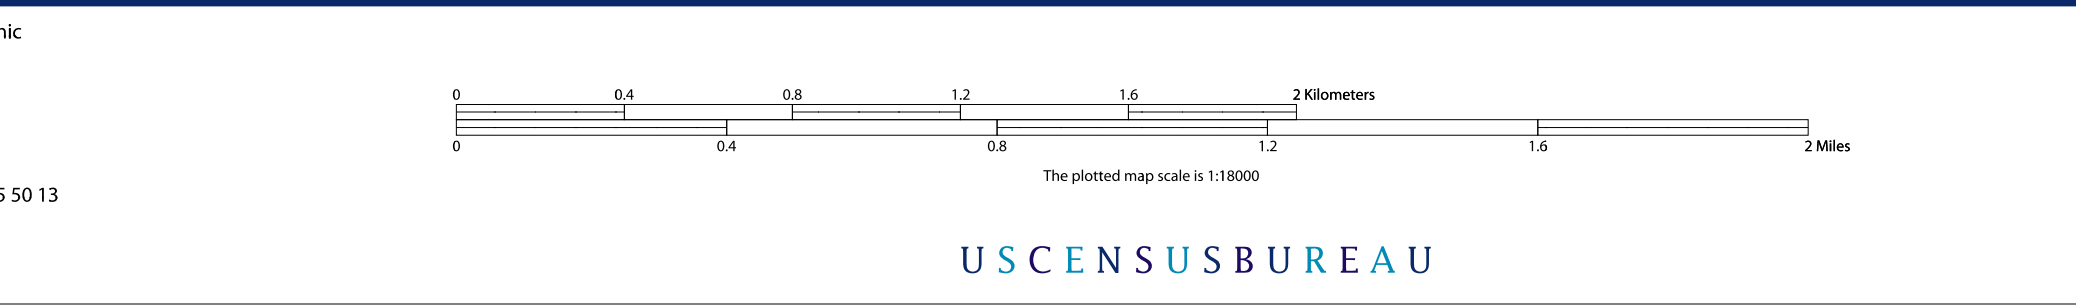 nic
0 0.4 0.8 1.2 1.6 2 Kilometers
0 0.4 0.8 1.2 1.6 2 Miles
The plotted map scale is 1:18000
5 50 13
USCENSUSBUREAU